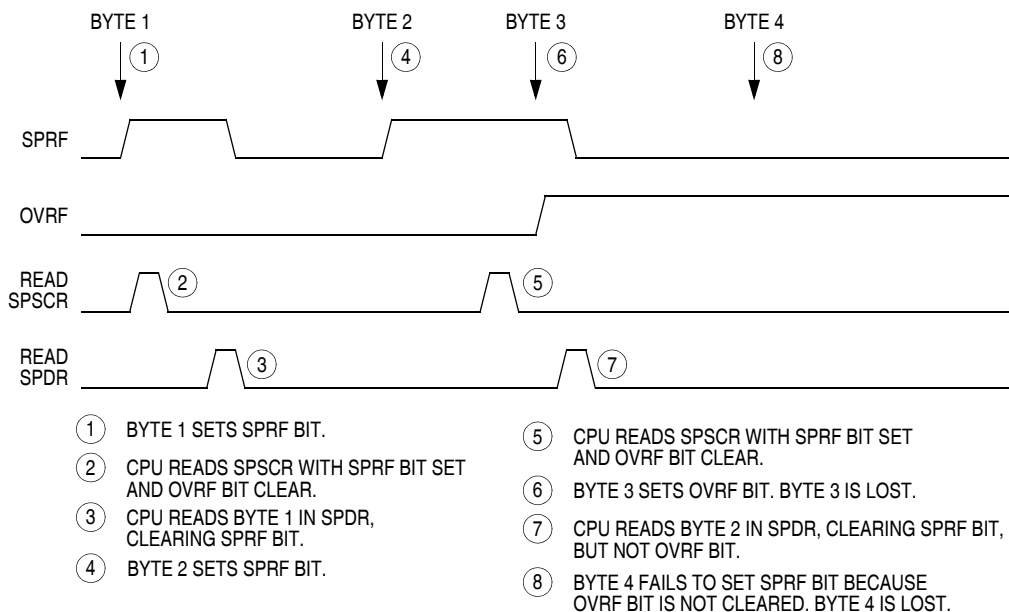 BYTE 1
BYTE 2
BYTE 3
BYTE 4
1
4
6
8
SPRF
OVRF
READ
SPSCR
2
5
READ
SPDR
3
7
1 BYTE 1 SETS SPRF BIT.
2 CPU READS SPSCR WITH SPRF BIT SET
AND OVRF BIT CLEAR.
3 CPU READS BYTE 1 IN SPDR,
CLEARING SPRF BIT.
4 BYTE 2 SETS SPRF BIT.
5 CPU READS SPSCR WITH SPRF BIT SET
AND OVRF BIT CLEAR.
6 BYTE 3 SETS OVRF BIT. BYTE 3 IS LOST.
7 CPU READS BYTE 2 IN SPDR, CLEARING SPRF BIT,
BUT NOT OVRF BIT.
8 BYTE 4 FAILS TO SET SPRF BIT BECAUSE
OVRF BIT IS NOT CLEARED. BYTE 4 IS LOST.